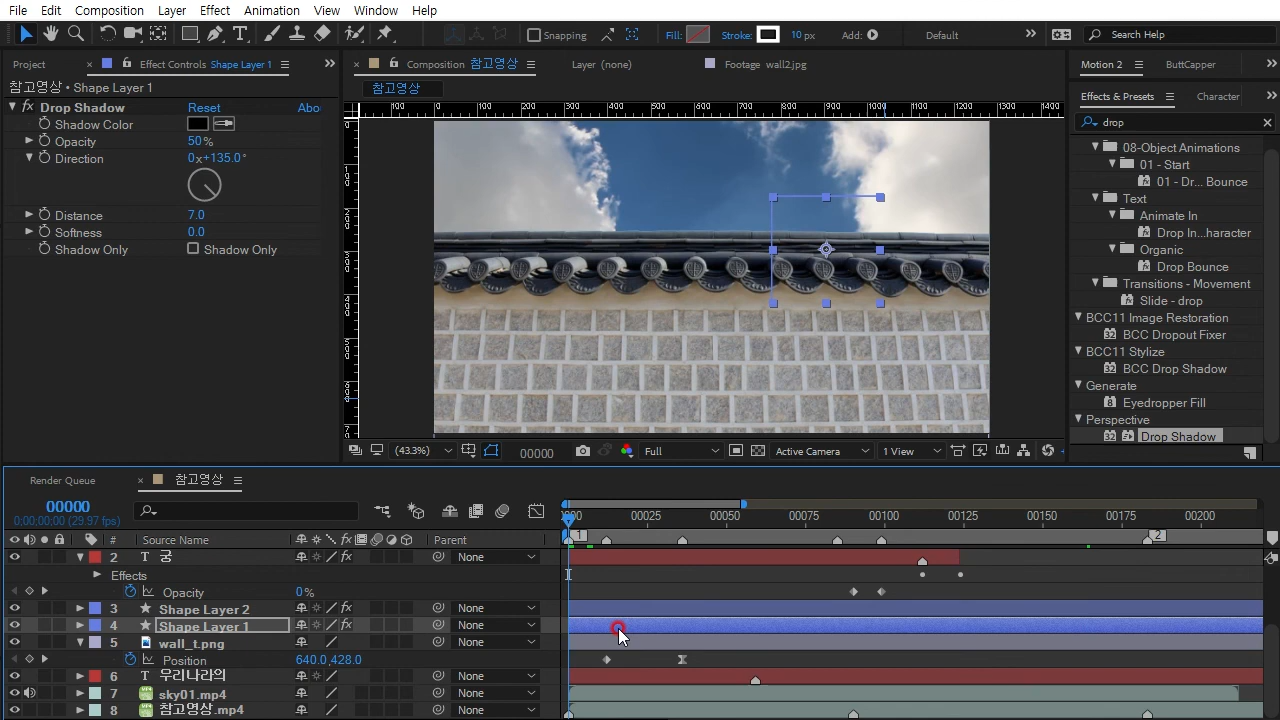 File Edit Composition Layer Effect Animation View Window Help
Snapping Fill: Stroke: 10 px Add: Default Search Help
Project Effect Controls Shape Layer 1
Composition 참고영상 Layer (none) Footage wall2.jpg
Motion 2 ButtCapper
참고영상 • Shape Layer 1
참고영상
Effects & Presets Character
Drop Shadow Reset Abo
Shadow Color
Opacity 50 %
Direction 0x+135.0°
Distance 7.0
Softness 0.0
Shadow Only Shadow Only
drop
08-Object Animations
01 - Start
01 - Dr... Bounce
Text
Animate In
Drop In...haracter
Organic
Drop Bounce
Transitions - Movement
Slide - drop
BCC11 Image Restoration
BCC Dropout Fixer
BCC11 Stylize
BCC Drop Shadow
Generate
Eyedropper Fill
Perspective
Drop Shadow
(43.3%) 00000 Full Active Camera 1 View
Render Queue 참고영상
00000
0;00;00;00 (29.97 fps)
00025 00050 00075 00100 00125 00150 00175 00200
# Source Name Parent
1 2
2 T 궁 None
Effects
Opacity 0%
3 Shape Layer 2 None
4 Shape Layer 1 None
5 wall_t.png None
Position 640.0,428.0
6 T 우리나라의 None
7 sky01.mp4 None
8 참고영상.mp4 None